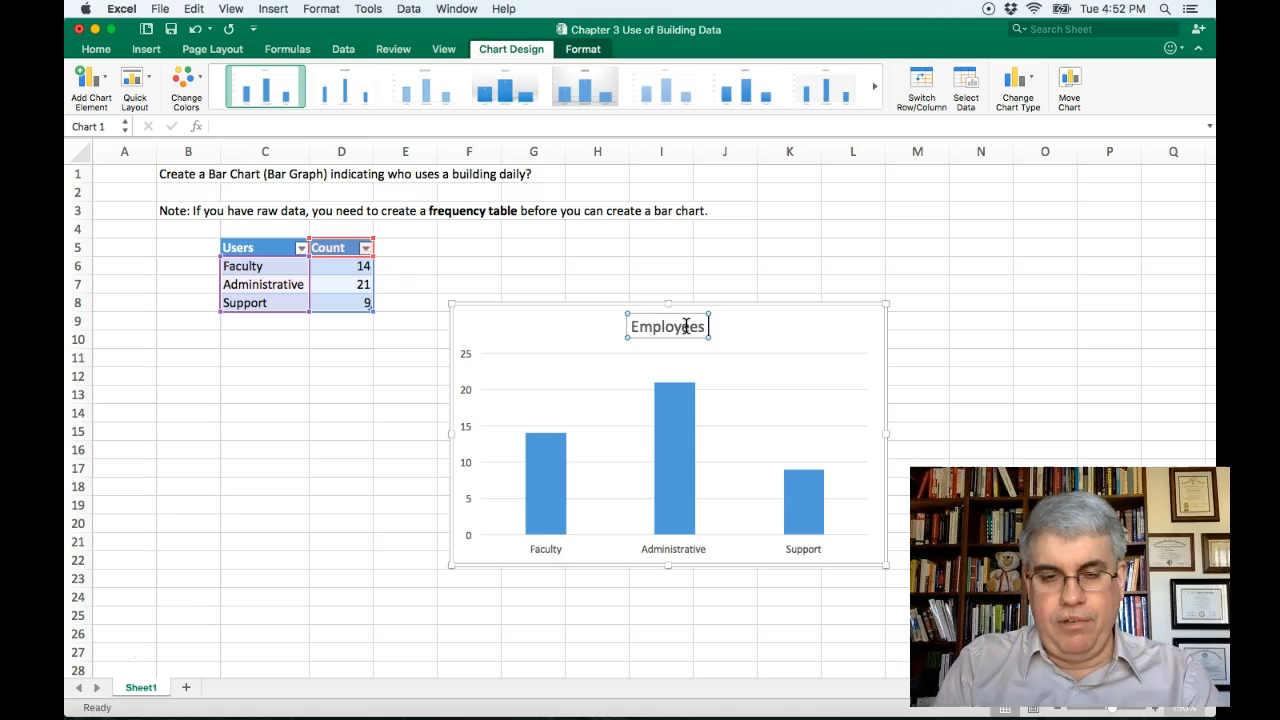 Excel File Edit View Insert Format Tools Data Window Help Tue 4:52 PM
Chapter 3 Use of Building Data Search Sheet
Home Insert Page Layout Formulas Data Review View Chart Design Format
Add Chart Element Quick Layout Change Colors Switch Row/Column Select Data Change Chart Type Move Chart
Chart 1 fx
A B C D E F G H I J K L M N O P Q
1 Create a Bar Chart (Bar Graph) indicating who uses a building daily?
2
3 Note: If you have raw data, you need to create a frequency table before you can create a bar chart.
4
5 Users Count
6 Faculty 14
7 Administrative 21
8 Support 9
9
10
11
12
13
14
15
16
17
18
19
20
21
22
23
24
25
26
27
28
Employees
25
20
15
10
5
0
Faculty Administrative Support
Sheet1 +
Ready 150%